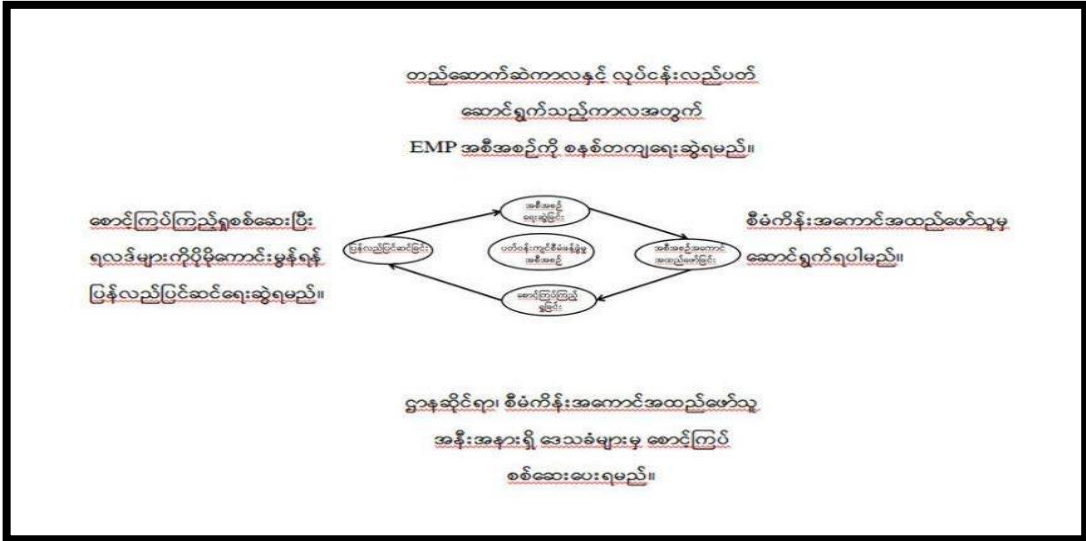 တည်ဆောက်ဆဲကာလနှင့် လုပ်ငန်းလည်ပတ်
ဆောင်ရွက်သည့်ကာလအတွက်
EMP အစီအစဉ်ကို စနစ်တကျရေးဆွဲရမည်။
စောင့်ကြပ်ကြည့်ရှုစစ်ဆေးပြီး
ရလဒ်များကိုပိုမိုကောင်းမွန်ရန်
ပြန်လည်ပြင်ဆင်ရေးဆွဲရမည်။
အစီအစဉ်
ရေးဆွဲခြင်း
ပြန်လည်ပြင်ဆင်ခြင်း
ပတ်ဝန်းကျင်စီမံခန့်ခွဲမှု
အစီအစဉ်
အစီအစဉ်အကောင်
အထည်ဖော်ခြင်း
စောင့်ကြပ်ကြည့်
ရှုခြင်း
စီမံကိန်းအကောင်အထည်ဖော်သူမှ
ဆောင်ရွက်ရပါမည်။
ဌာနဆိုင်ရာ၊ စီမံကိန်းအကောင်အထည်ဖော်သူ
အနီးအနားရှိ ဒေသခံများမှ စောင့်ကြပ်
စစ်ဆေးပေးရမည်။